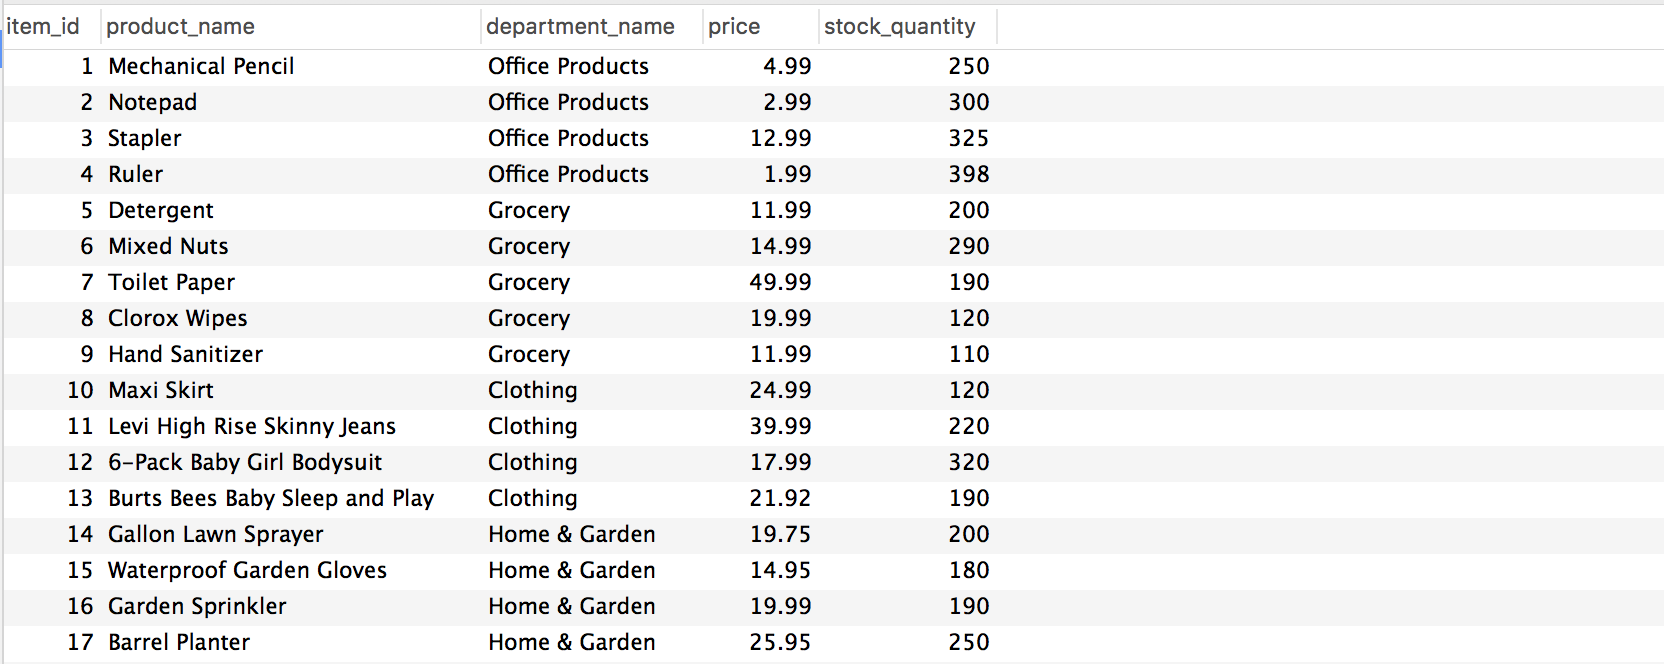 item_id product_name department_name price stock_quantity
1 Mechanical Pencil Office Products 4.99 250
2 Notepad Office Products 2.99 300
3 Stapler Office Products 12.99 325
4 Ruler Office Products 1.99 398
5 Detergent Grocery 11.99 200
6 Mixed Nuts Grocery 14.99 290
7 Toilet Paper Grocery 49.99 190
8 Clorox Wipes Grocery 19.99 120
9 Hand Sanitizer Grocery 11.99 110
10 Maxi Skirt Clothing 24.99 120
11 Levi High Rise Skinny Jeans Clothing 39.99 220
12 6-Pack Baby Girl Bodysuit Clothing 17.99 320
13 Burts Bees Baby Sleep and Play Clothing 21.92 190
14 Gallon Lawn Sprayer Home & Garden 19.75 200
15 Waterproof Garden Gloves Home & Garden 14.95 180
16 Garden Sprinkler Home & Garden 19.99 190
17 Barrel Planter Home & Garden 25.95 250